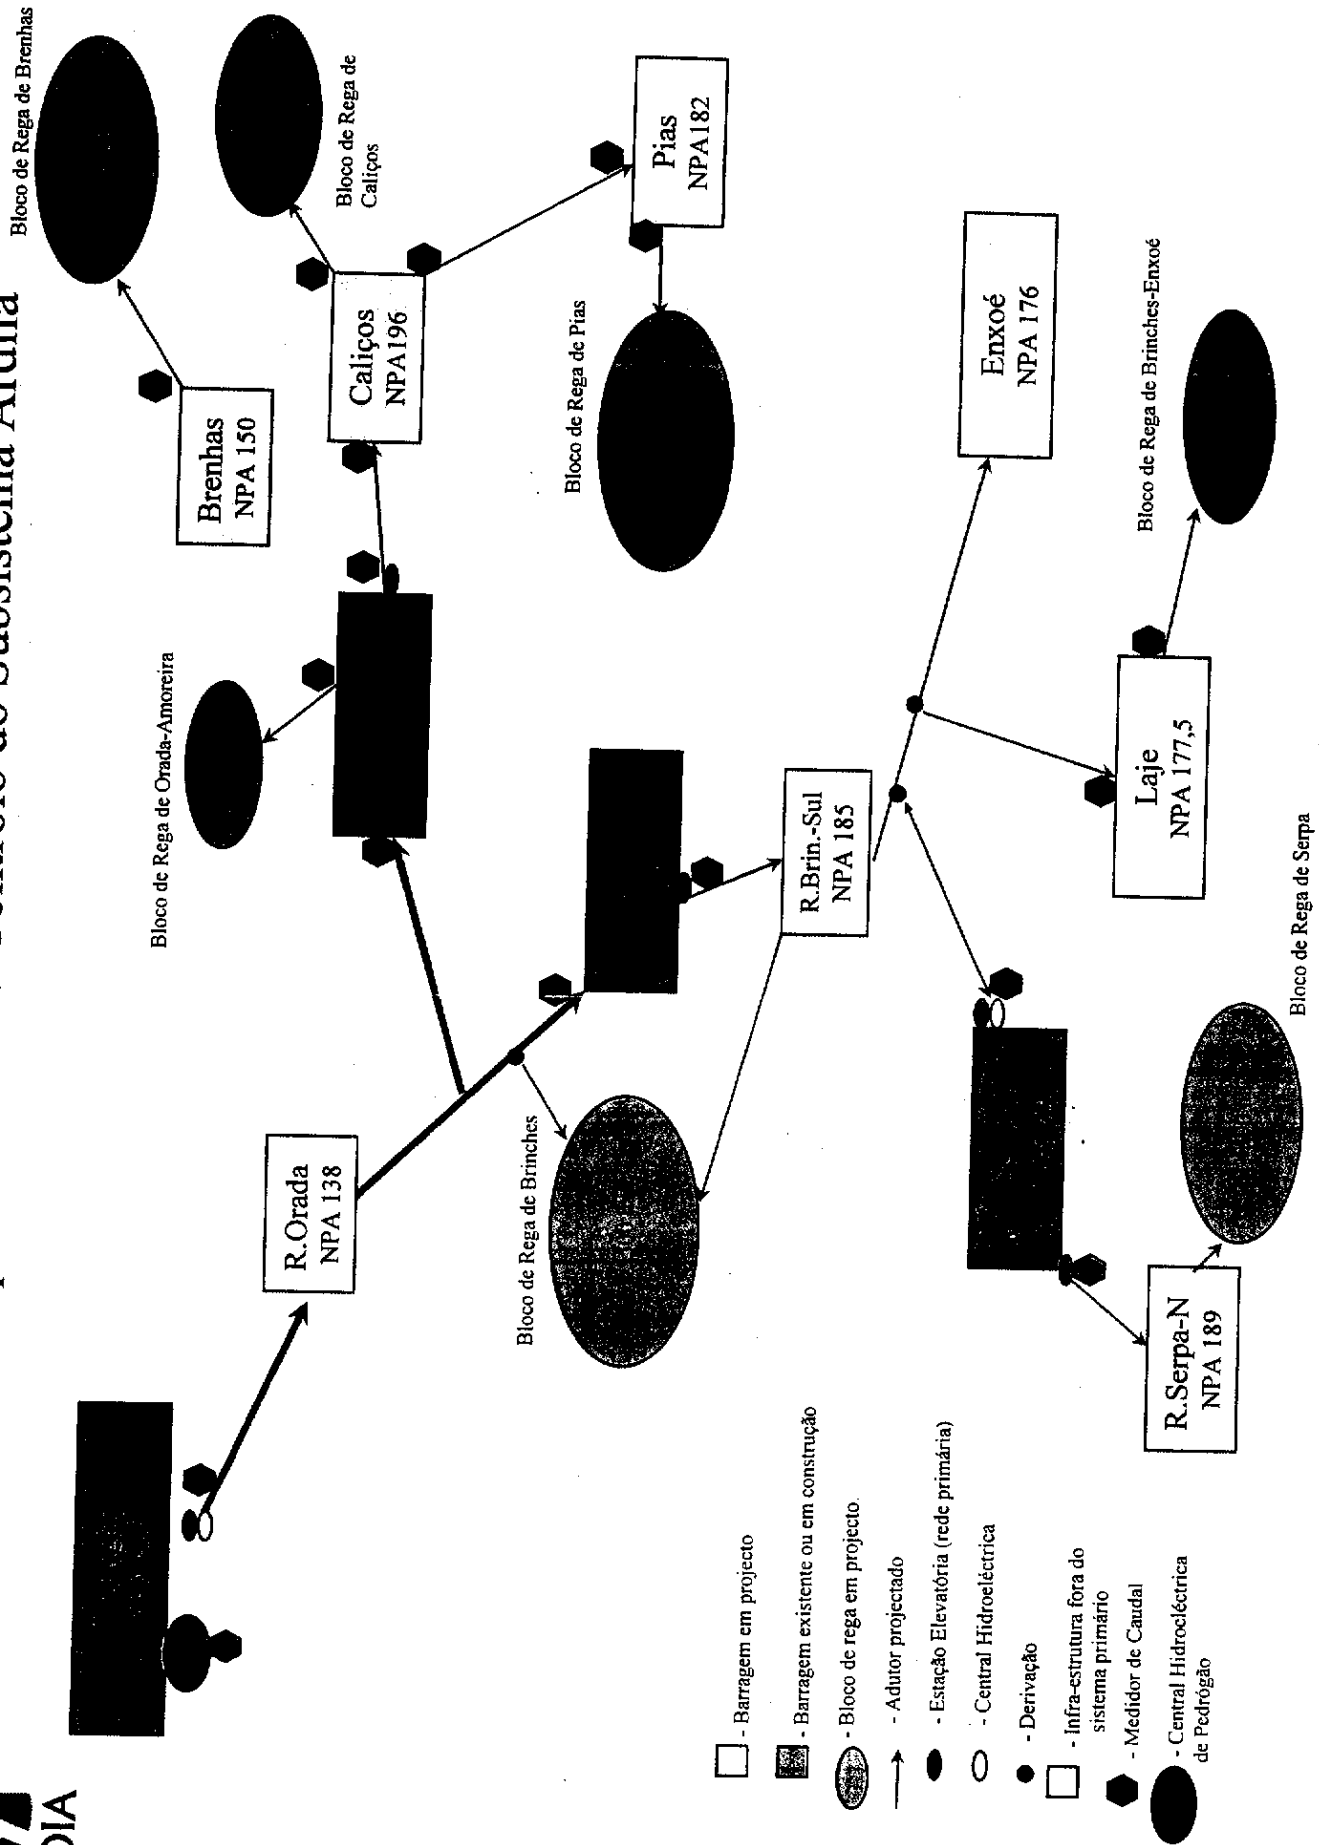 do Subsistema Ardila
DIA
R.Orada
NPA 138
Bloco de Rega de Orada-Amoreira
Brenhas
NPA 150
Bloco de Rega de Brenhas
Caliços
NPA196
Bloco de Rega de
Caliços
Pias
NPA182
Bloco de Rega de Pias
Bloco de Rega de Brinches
R.Brin.-Sul
NPA 185
Enxoé
NPA 176
Laje
NPA 177,5
Bloco de Rega de Brinches-Enxoé
R.Serpa-N
NPA 189
Bloco de Rega de Serpa
- Barragem em projecto
- Barragem existente ou em construção
- Bloco de rega em projecto
- Adutor projectado
- Estação Elevatória (rede primária)
- Central Hidroeléctrica
- Derivação
- Infra-estrutura fora do
sistema primário
- Medidor de Caudal
- Central Hidroeléctrica
de Pedrógão